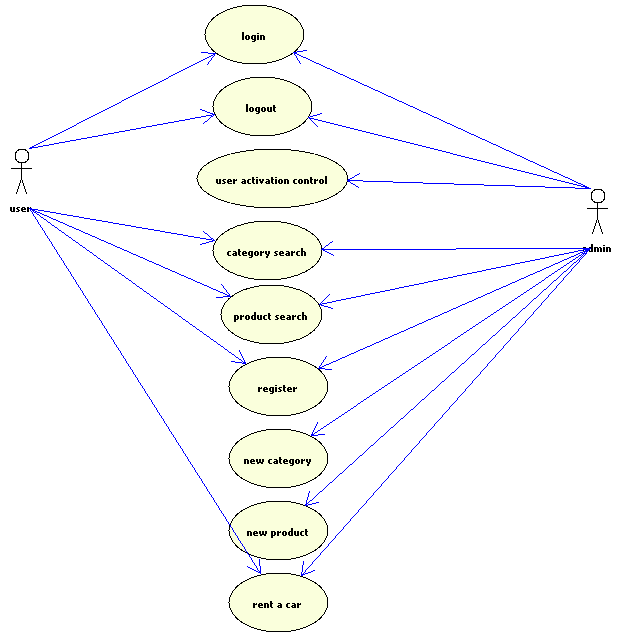 login
logout
user activation control
user
category search
admin
product search
register
new category
new product
rent a car